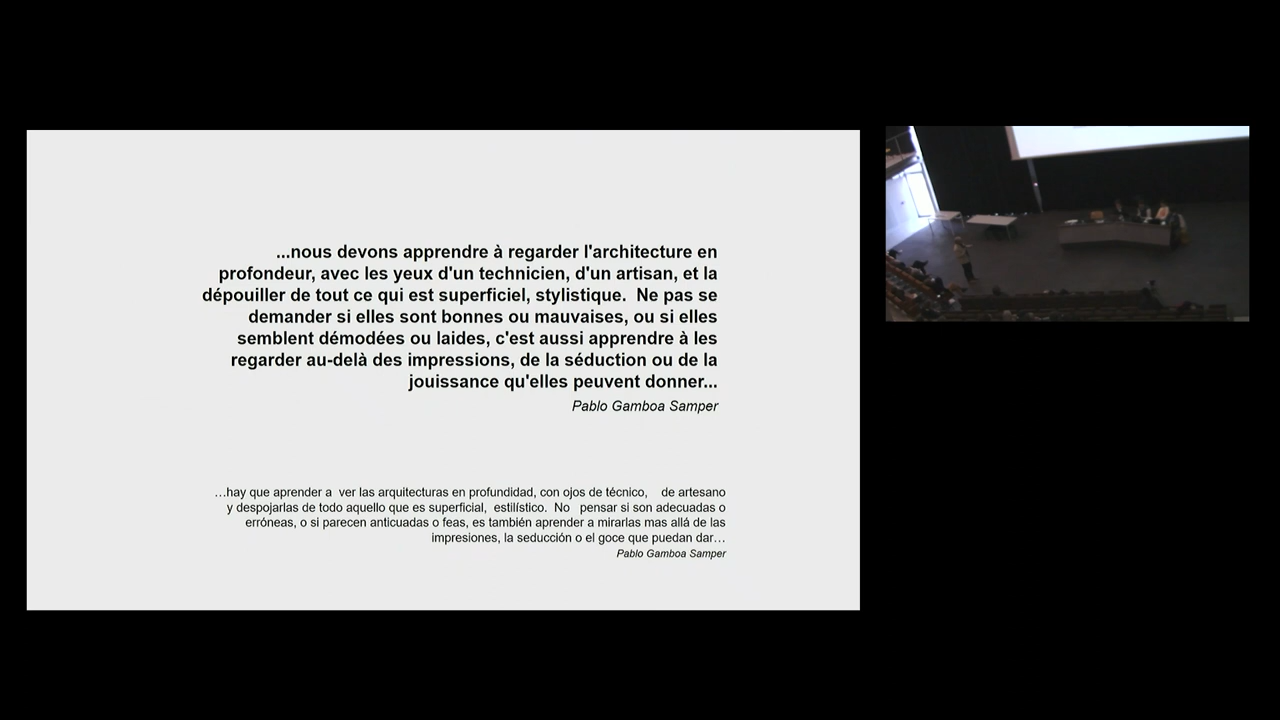 ...nous devons apprendre à regarder l'architecture en
profondeur, avec les yeux d'un technicien, d'un artisan, et la
dépouiller de tout ce qui est superficiel, stylistique.  Ne pas se
demander si elles sont bonnes ou mauvaises, ou si elles
semblent démodées ou laides, c'est aussi apprendre à les
regarder au-delà des impressions, de la séduction ou de la
jouissance qu'elles peuvent donner...
Pablo Gamboa Samper
…hay que aprender a  ver las arquitecturas en profundidad, con ojos de técnico,    de artesano
y despojarlas de todo aquello que es superficial,  estilístico.  No   pensar si son adecuadas o
erróneas, o si parecen anticuadas o feas, es también aprender a mirarlas mas allá de las
impresiones, la seducción o el goce que puedan dar…
Pablo Gamboa Samper